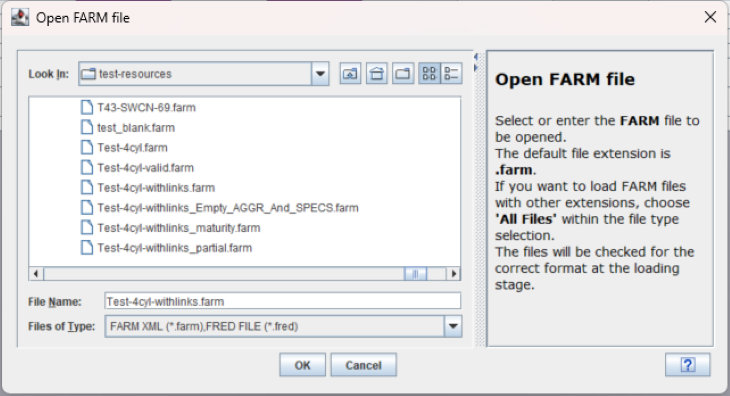 Open FARM file
Look In:
test-resources
T43-SWCN-69.farm
test_blank.farm
Test-4cyl.farm
Test-4cyl-valid.farm
Test-4cyl-withlinks.farm
Test-4cyl-withlinks_Empty_AGGR_And_SPECS.farm
Test-4cyl-withlinks_maturity.farm
Test-4cyl-withlinks_partial.farm
File Name:
Test-4cyl-withlinks.farm
Files of Type:
FARM XML (*.farm),FRED FILE (*.fred)
OK
Cancel
Open FARM file
Select or enter the FARM file to
be opened.
The default file extension is
.farm.
If you want to load FARM files
with other extensions, choose
'All Files' within the file type
selection.
The files will be checked for the
correct format at the loading
stage.
?